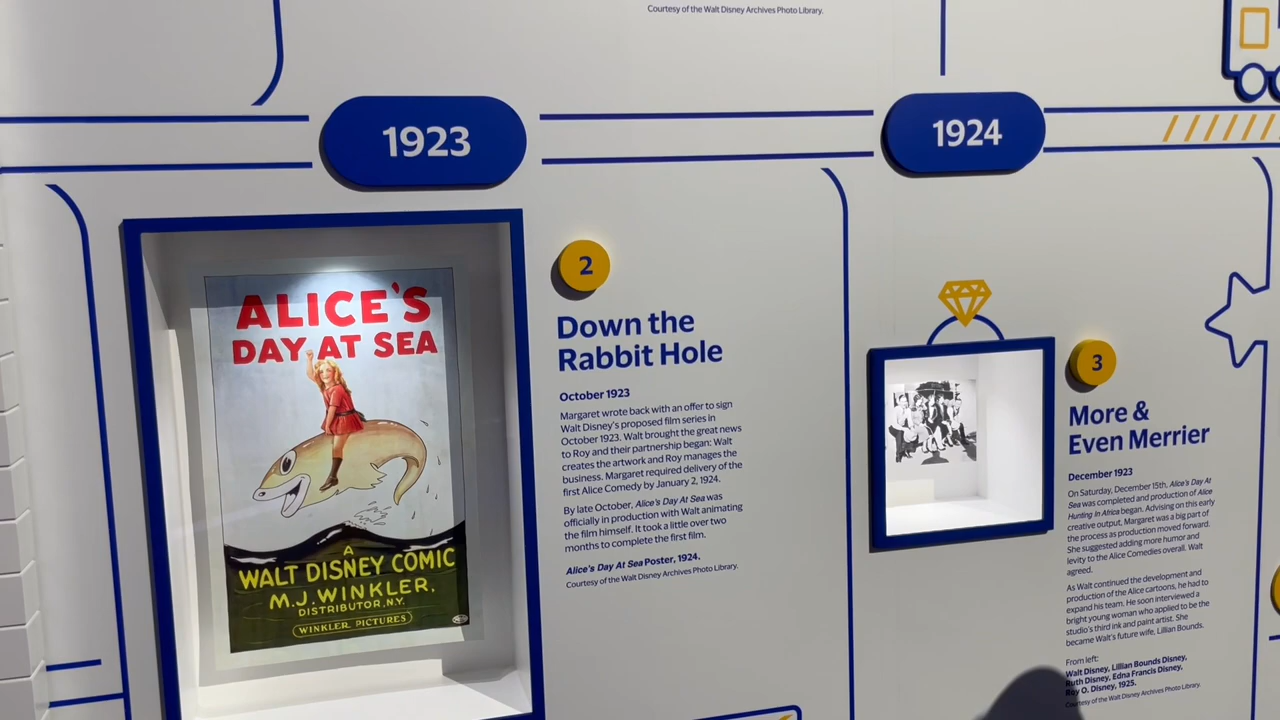 Courtesy of the Walt Disney Archives Photo Library.
1923
1924
ALICE'S
DAY AT SEA
A
WALT DISNEY COMIC
M.J. WINKLER,
DISTRIBUTOR, N.Y.
WINKLER PICTURES
2
Down the
Rabbit Hole
October 1923
Margaret wrote back with an offer to sign
Walt Disney's proposed film series in
October 1923. Walt brought the great news
to Roy and their partnership began: Walt
creates the artwork and Roy manages the
business. Margaret required delivery of the
first Alice Comedy by January 2, 1924.
By late October, Alice's Day At Sea was
officially in production with Walt animating
the film himself. It took a little over two
months to complete the first film.
Alice's Day At Sea Poster, 1924.
Courtesy of the Walt Disney Archives Photo Library.
3
More &
Even Merrier
December 1923
On Saturday, December 15th, Alice's Day At
Sea was completed and production of Alice
Hunting In Africa began. Advising on this early
creative output, Margaret was a big part of
the process as production moved forward.
She suggested adding more humor and
levity to the Alice Comedies overall. Walt
agreed.
As Walt continued the development and
production of the Alice cartoons, he had to
expand his team. He soon interviewed a
bright young woman who applied to be the
studio's third ink and paint artist. She
became Walt's future wife, Lillian Bounds.
From left:
Walt Disney, Lillian Bounds Disney,
Ruth Disney, Edna Francis Disney,
Roy O. Disney, 1925.
Courtesy of the Walt Disney Archives Photo Library.